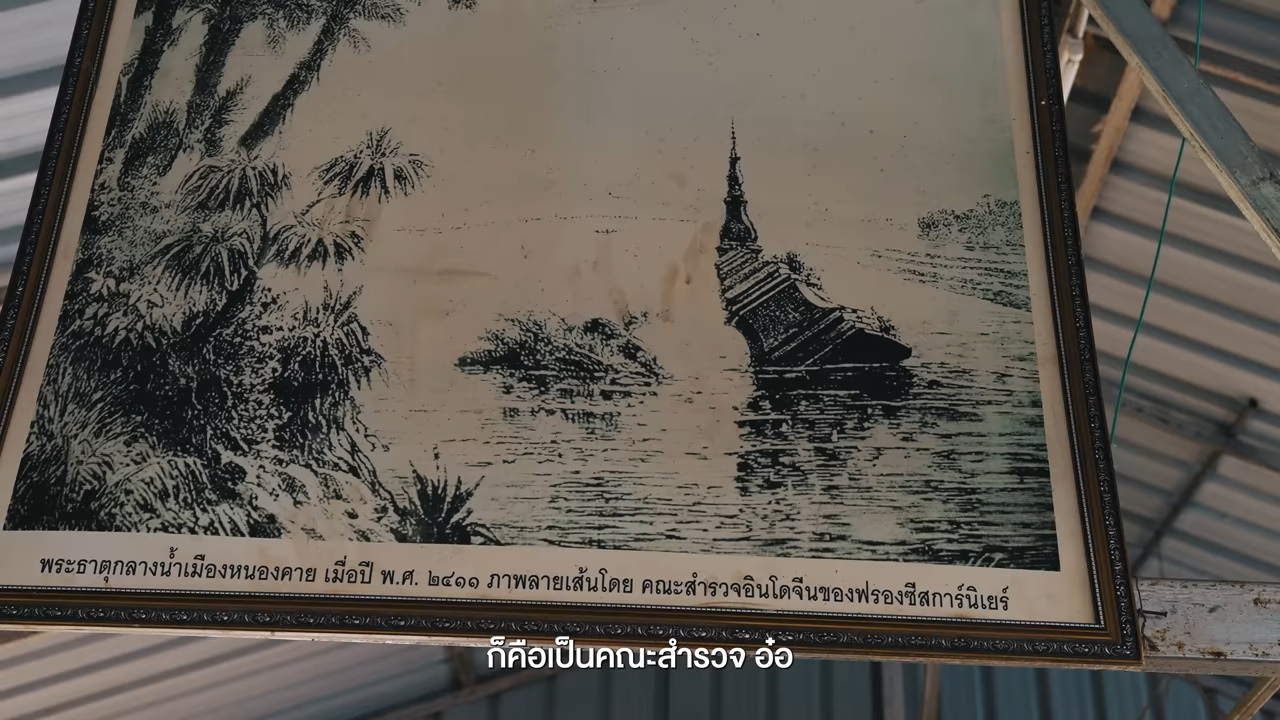 พระธาตุกลางน้ำเมืองหนองคาย เมื่อปี พ.ศ. ๒๔๑๑ ภาพลายเส้นโดย คณะสำรวจอินโดจีนของฟรองซีสการ์นิเยร์
ก็คือเป็นคณะสำรวจ อ๋อ